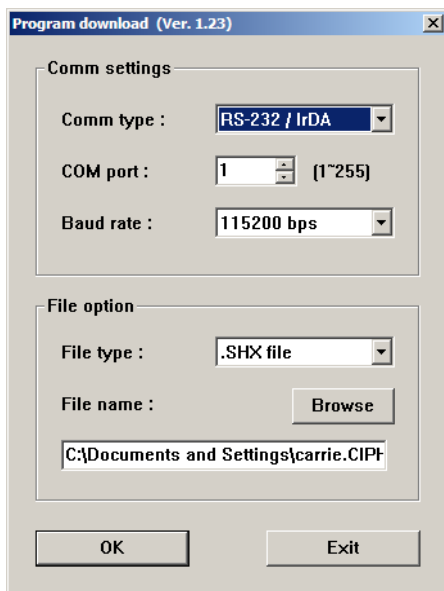 Program download (Ver. 1.23)
Comm settings
Comm type : RS-232 / IrDA
COM port : 1 (1~255)
Baud rate : 115200 bps
File option
File type : .SHX file
File name : Browse
C:\Documents and Settings\carrie.CIPH
OK Exit